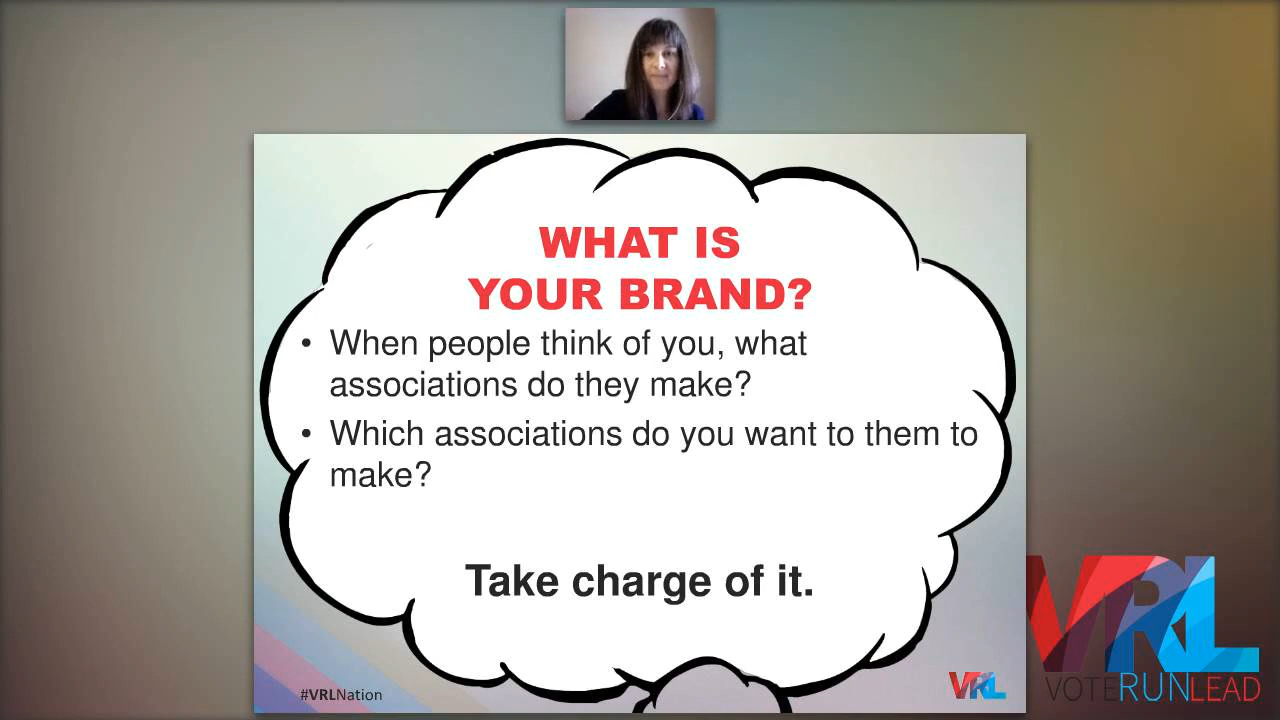 WHAT IS
YOUR BRAND?
• When people think of you, what
associations do they make?
• Which associations do you want to them to
make?
Take charge of it.
#VRLNation
VRL
VRL
VOTERUNLEAD